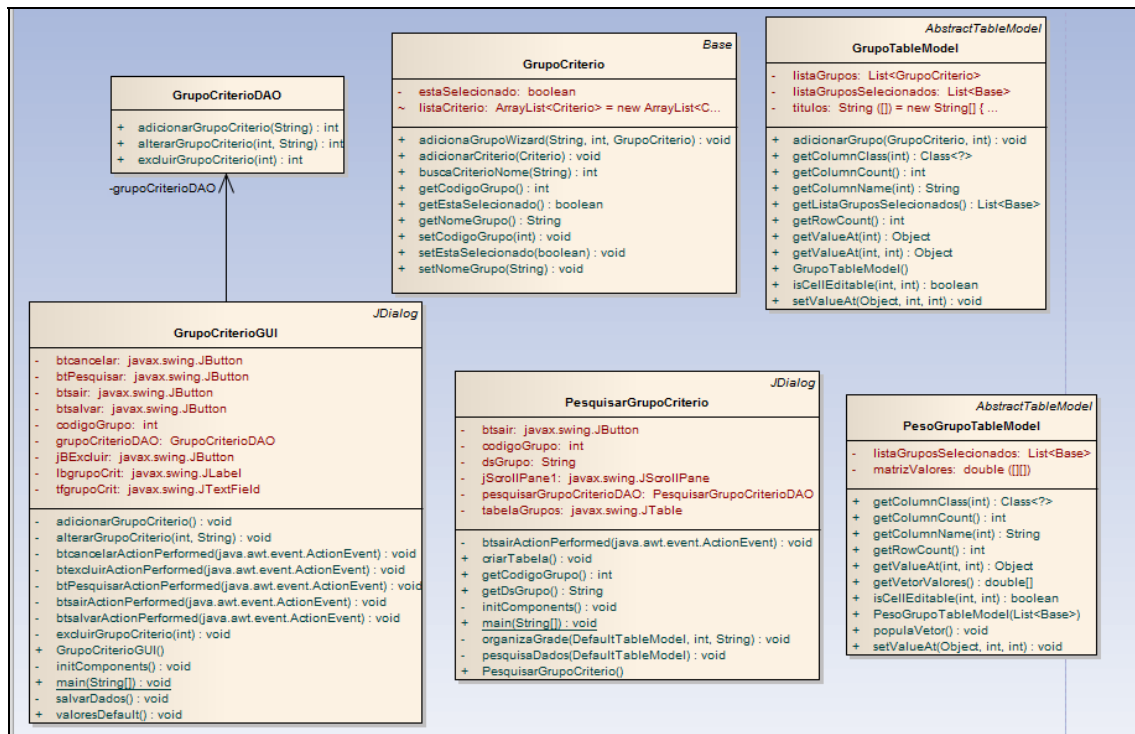 GrupoCriterioDAO
+ adicionarGrupoCriterio(String) : int
+ alterarGrupoCriterio(int, String) : int
+ excluirGrupoCriterio(int) : int
-grupoCriterioDAO
Base
GrupoCriterio
- estaSelecionado: boolean
~ listaCriterio: ArrayList<Criterio> = new ArrayList<C...
+ adicionaGrupoWizard(String, int, GrupoCriterio) : void
+ adicionarCriterio(Criterio) : void
+ buscaCriterioNome(String) : int
+ getCodigoGrupo() : int
+ getEstaSelecionado() : boolean
+ getNomeGrupo() : String
+ setCodigoGrupo(int) : void
+ setEstaSelecionado(boolean) : void
+ setNomeGrupo(String) : void
AbstractTableModel
GrupoTableModel
- listaGrupos: List<GrupoCriterio>
- listaGruposSelecionados: List<Base>
- titulos: String ([]) = new String[] { ...
+ adicionarGrupo(GrupoCriterio, int) : void
+ getColumnClass(int) : Class<?>
+ getColumnCount() : int
+ getColumnName(int) : String
+ getListaGruposSelecionados() : List<Base>
+ getRowCount() : int
+ getValueAt(int) : Object
+ getValueAt(int, int) : Object
+ GrupoTableModel()
+ isCellEditable(int, int) : boolean
+ setValueAt(Object, int, int) : void
JDialog
GrupoCriterioGUI
- btcancelar: javax.swing.JButton
- btPesquisar: javax.swing.JButton
- btsair: javax.swing.JButton
- btsalvar: javax.swing.JButton
- codigoGrupo: int
- grupoCriterioDAO: GrupoCriterioDAO
- jBExcluir: javax.swing.JButton
- lbgrupoCrit: javax.swing.JLabel
- tfgrupoCrit: javax.swing.JTextField
- adicionarGrupoCriterio() : void
- alterarGrupoCriterio(int, String) : void
- btcancelarActionPerformed(java.awt.event.ActionEvent) : void
- btexcluirActionPerformed(java.awt.event.ActionEvent) : void
- btPesquisarActionPerformed(java.awt.event.ActionEvent) : void
- btsairActionPerformed(java.awt.event.ActionEvent) : void
- btsalvarActionPerformed(java.awt.event.ActionEvent) : void
- excluirGrupoCriterio(int) : void
+ GrupoCriterioGUI()
- initComponents() : void
+ main(String[]) : void
- salvarDados() : void
+ valoresDefault() : void
JDialog
PesquisarGrupoCriterio
- btsair: javax.swing.JButton
- codigoGrupo: int
- dsGrupo: String
- jScrollPane1: javax.swing.JScrollPane
- pesquisarGrupoCriterioDAO: PesquisarGrupoCriterioDAO
- tabelaGrupos: javax.swing.JTable
- btsairActionPerformed(java.awt.event.ActionEvent) : void
+ criarTabela() : void
+ getCodigoGrupo() : int
+ getDsGrupo() : String
- initComponents() : void
+ main(String[]) : void
- organizaGrade(DefaultTableModel, int, String) : void
- pesquisaDados(DefaultTableModel) : void
+ PesquisarGrupoCriterio()
AbstractTableModel
PesoGrupoTableModel
- listaGruposSelecionados: List<Base>
- matrizValores: double ([][])
+ getColumnClass(int) : Class<?>
+ getColumnCount() : int
+ getColumnName(int) : String
+ getRowCount() : int
+ getValueAt(int, int) : Object
+ getVetorValores() : double[]
+ isCellEditable(int, int) : boolean
+ PesoGrupoTableModel(List<Base>)
+ populaVetor() : void
+ setValueAt(Object, int, int) : void